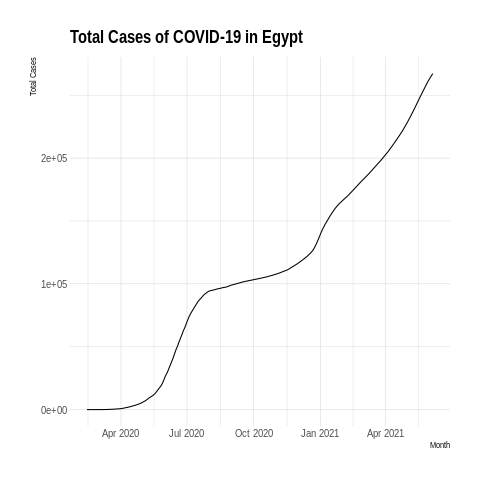 Total Cases of COVID-19 in Egypt
Total Cases
2e+05
1e+05
0e+00
Apr 2020 Jul 2020 Oct 2020 Jan 2021 Apr 2021
Month